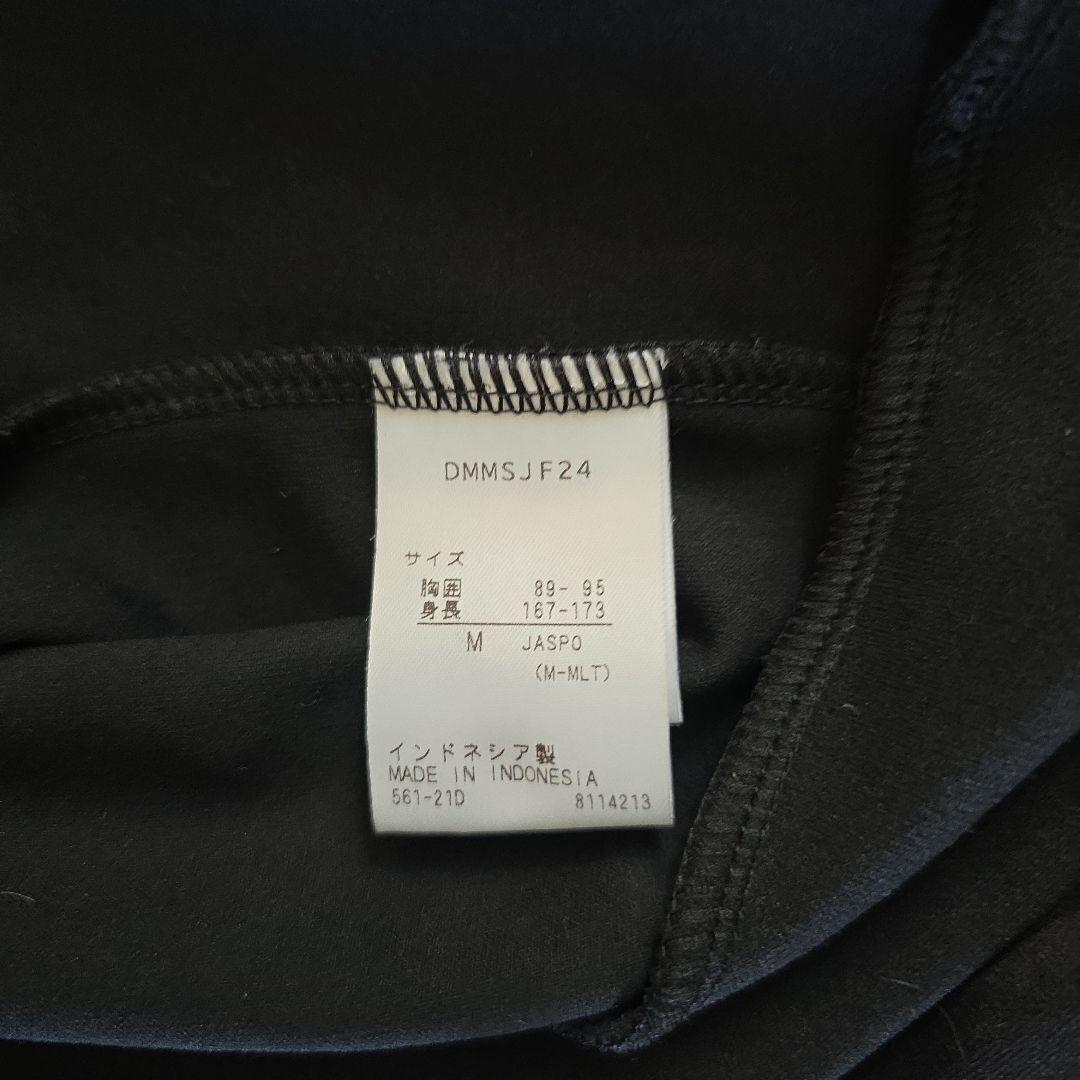 DMMSJF24
サイズ
胸囲 89-95
身長 167-173
M JASPO
(M-MLT)
インドネシア製
MADE IN INDONESIA
561-21D 8114213